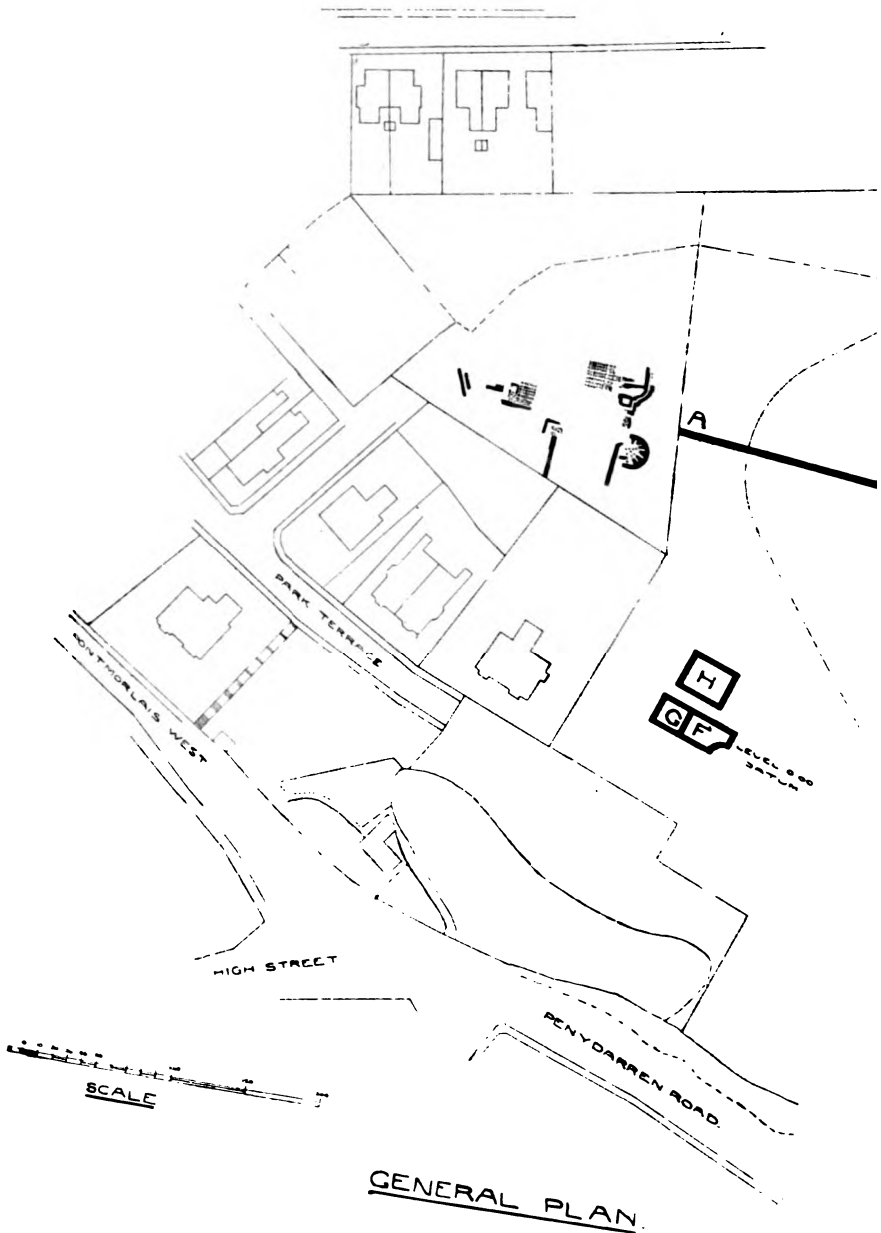 A
PARK TERRACE
PONTMORLAIS WEST
H
G F
LEVEL 0.00
DATUM
HIGH STREET
PENYDARREN ROAD.
SCALE
GENERAL PLAN.